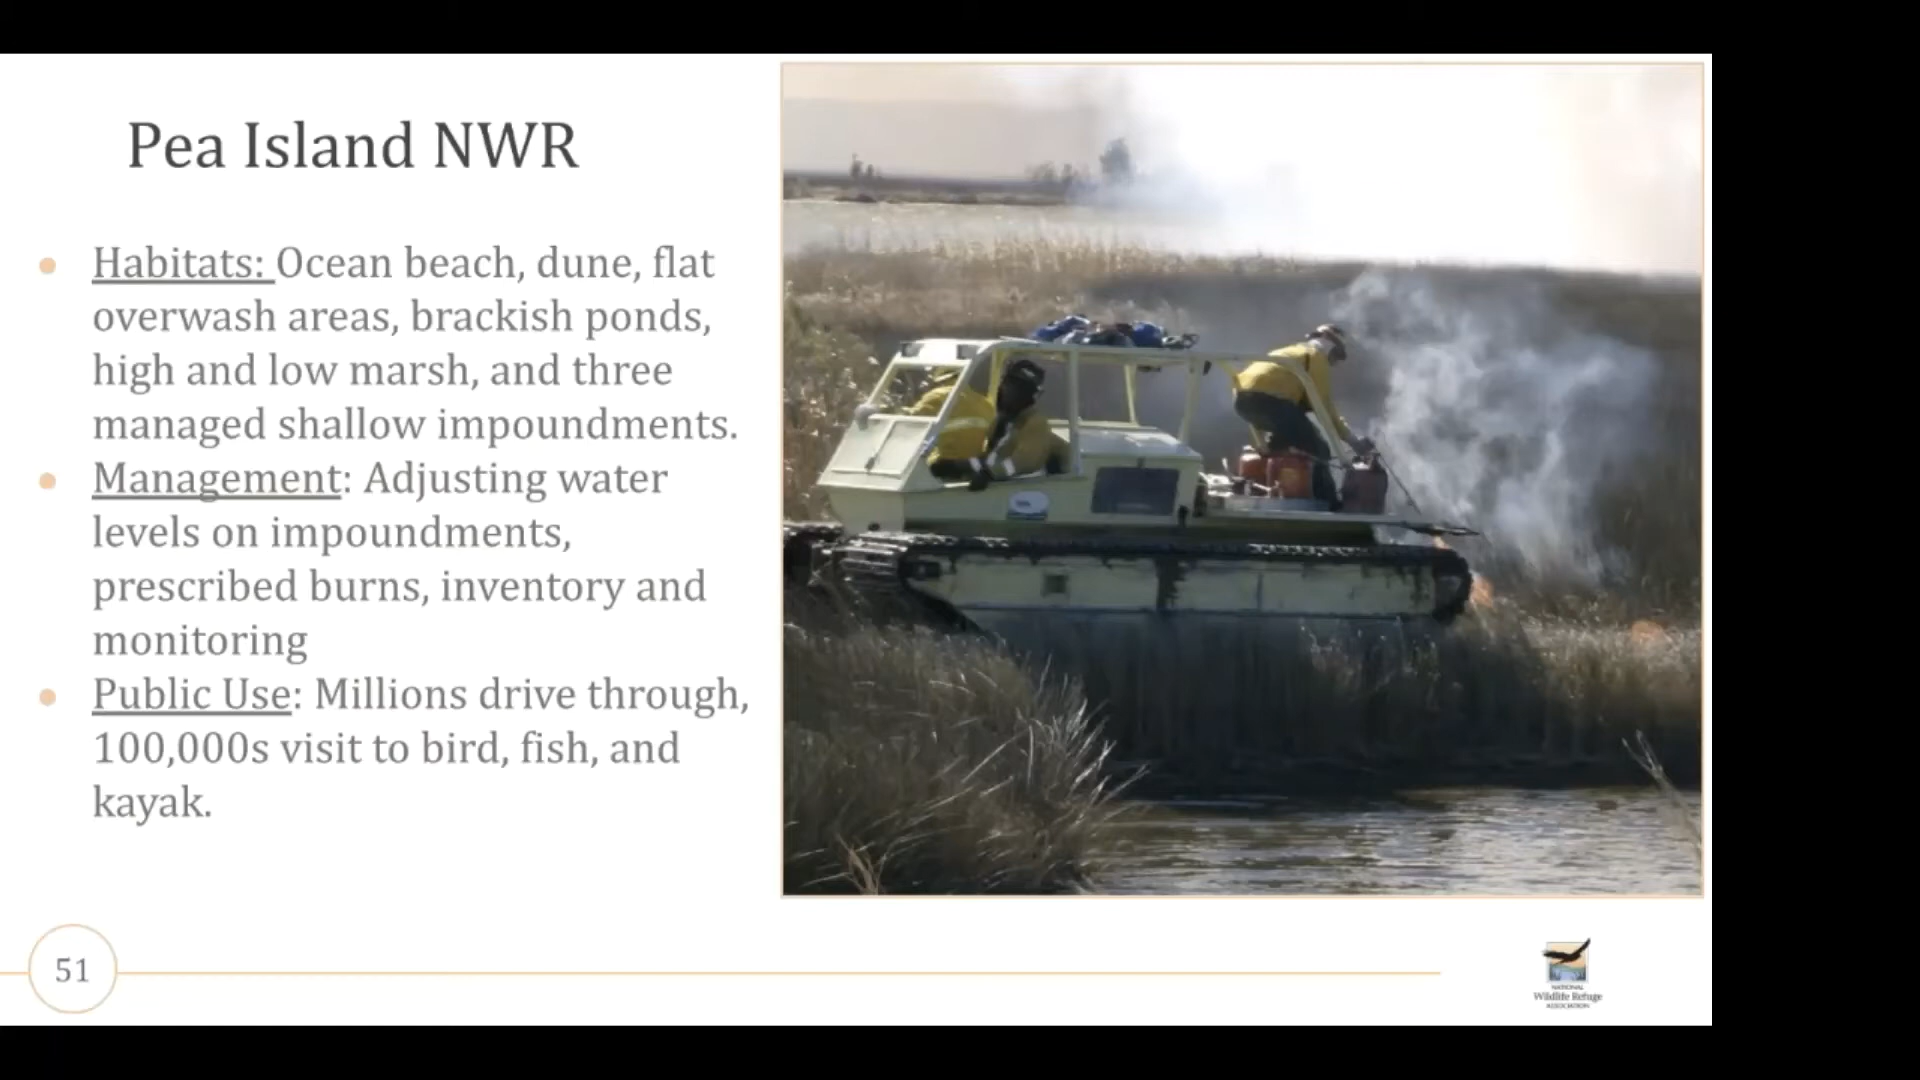 Pea Island NWR
Habitats: Ocean beach, dune, flat
overwash areas, brackish ponds,
high and low marsh, and three
managed shallow impoundments.
Management: Adjusting water
levels on impoundments,
prescribed burns, inventory and
monitoring
Public Use: Millions drive through,
100,000s visit to bird, fish, and
kayak.
51
NATIONAL
Wildlife Refuge
ASSOCIATION